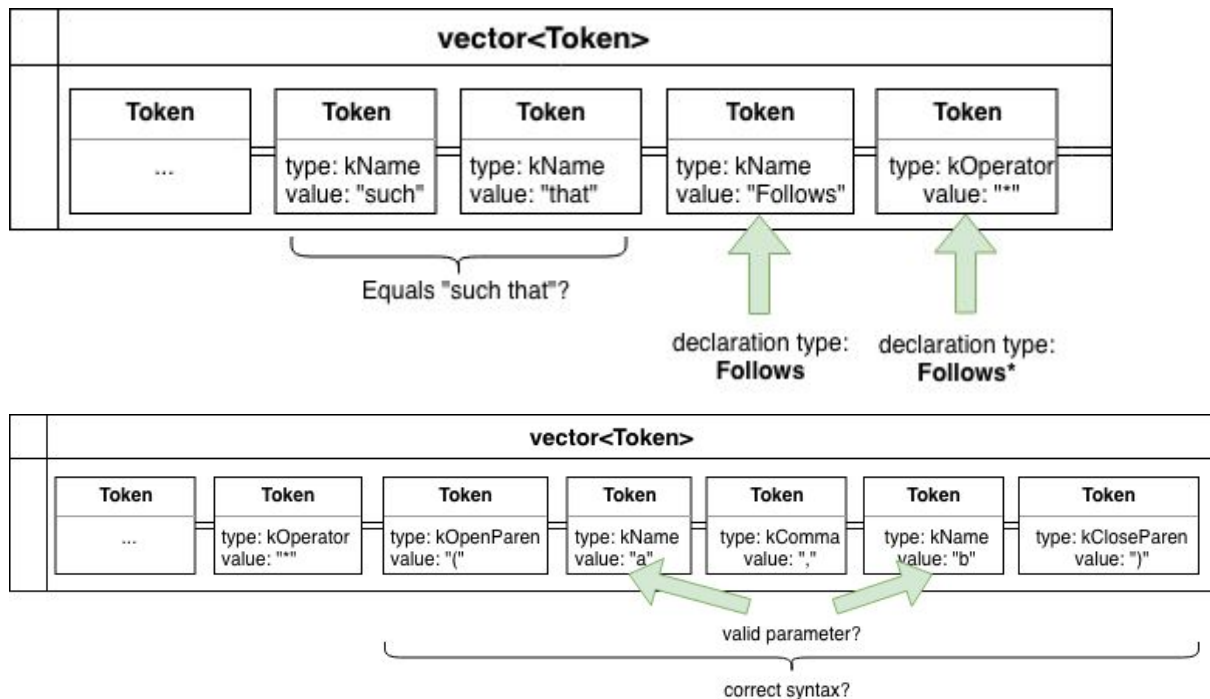 vector<Token>
Token Token Token Token Token
... type: kName type: kName type: kName type: kOperator
value: "such" value: "that" value: "Follows" value: "*"
Equals "such that"?
declaration type: declaration type:
Follows Follows*
vector<Token>
Token Token Token Token Token Token Token
... type: kOperator type: kOpenParen type: kName type: kComma type: kName type: kCloseParen
value: "*" value: "(" value: "a" value: "," value: "b" value: ")"
valid parameter?
correct syntax?